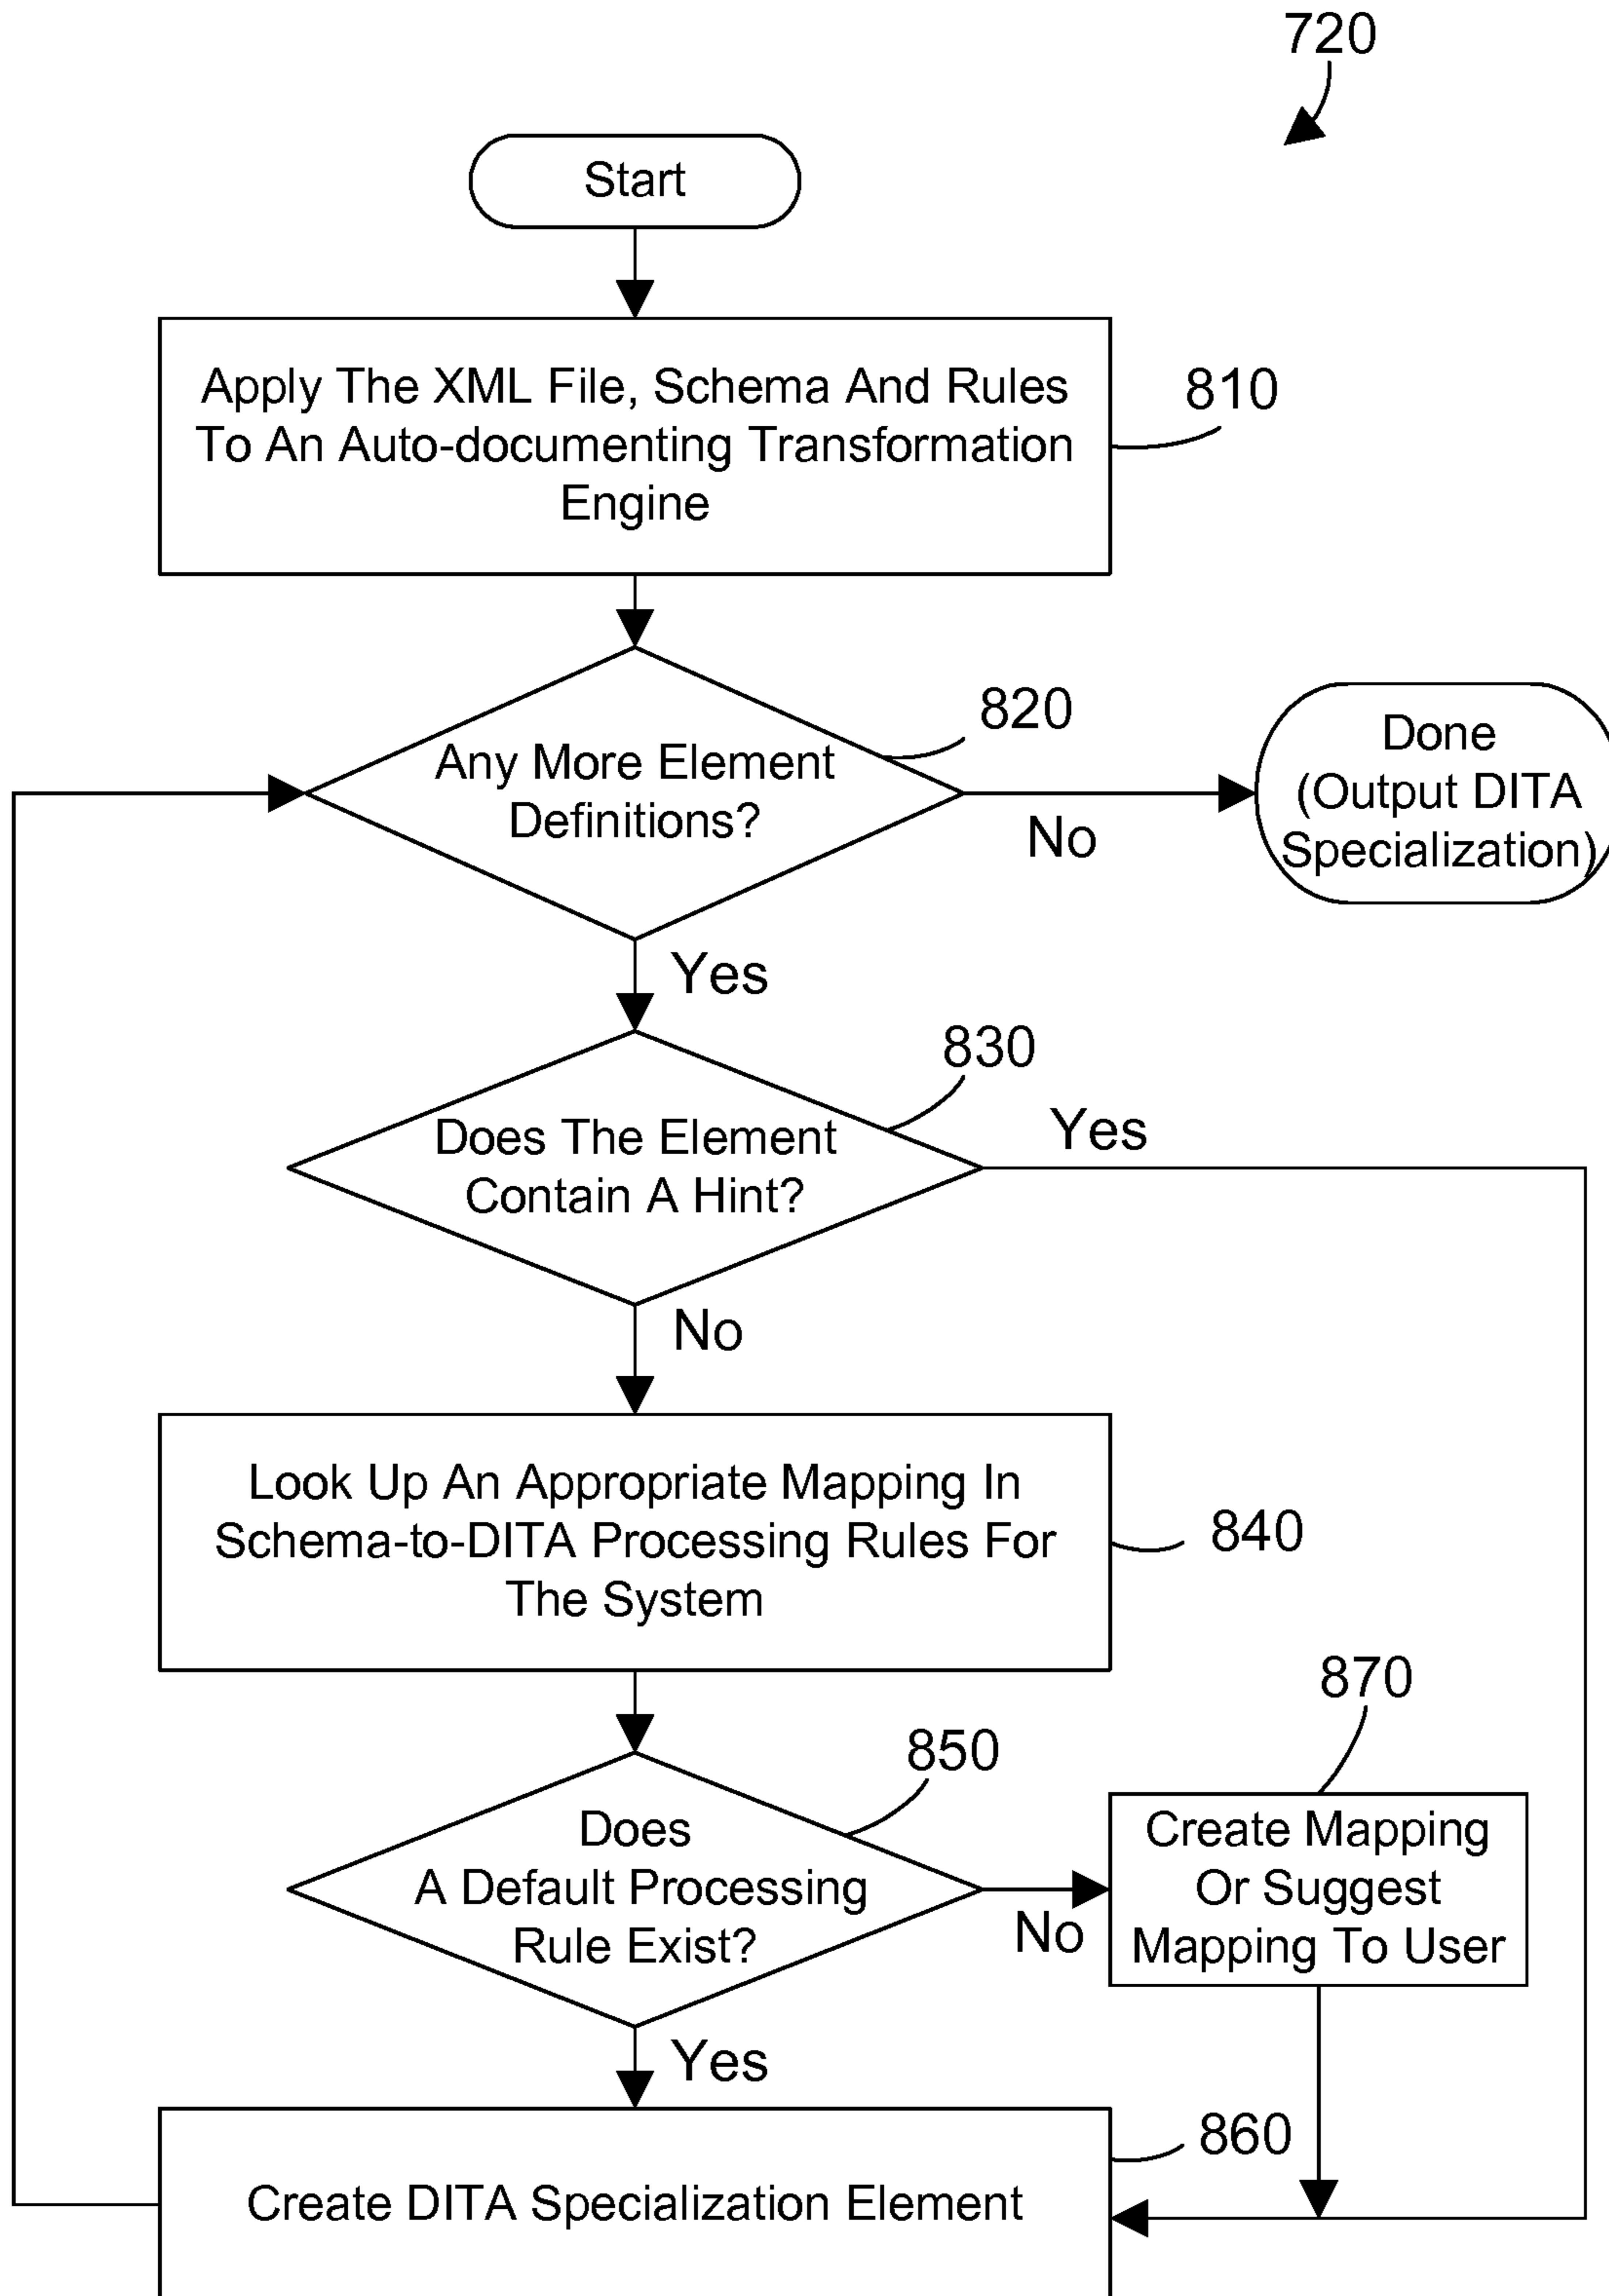 720
Start
Apply The XML File, Schema And Rules
To An Auto-documenting Transformation
Engine
810
Any More Element
Definitions?
820
No
Done
(Output DITA
Specialization)
Yes
Does The Element
Contain A Hint?
830
Yes
No
Look Up An Appropriate Mapping In
Schema-to-DITA Processing Rules For
The System
840
Does
A Default Processing
Rule Exist?
850
No
870
Create Mapping
Or Suggest
Mapping To User
Yes
Create DITA Specialization Element
860